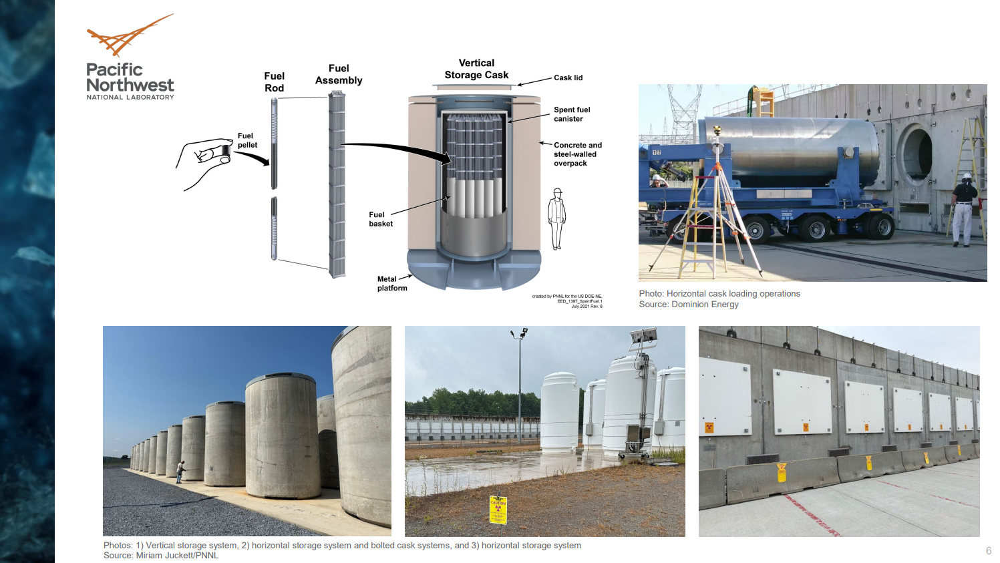 Pacific
Northwest
NATIONAL LABORATORY
Fuel
Rod
Fuel
Assembly
Vertical
Storage Cask
Cask lid
Spent fuel
canister
Fuel
pellet
Concrete and
steel-walled
overpack
Fuel
basket
Metal
platform
created by PNNL for the US DOE-NE,
EED_1397_SpentFuel.1
July 2021 Rev. 6
122
Photo: Horizontal cask loading operations
Source: Dominion Energy
CAUTION
Photos: 1) Vertical storage system, 2) horizontal storage system and bolted cask systems, and 3) horizontal storage system
Source: Miriam Juckett/PNNL
6